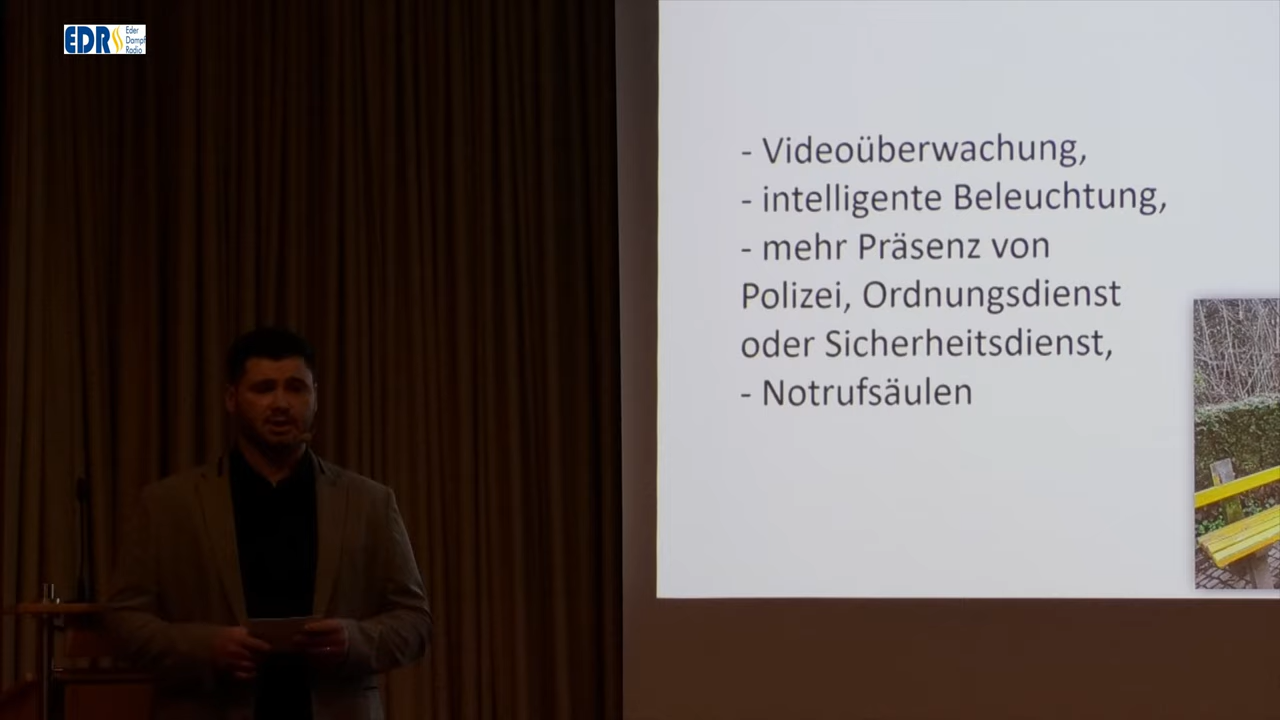 EDR
Eder
Dampf
Radio
- Videoüberwachung,
- intelligente Beleuchtung,
- mehr Präsenz von
Polizei, Ordnungsdienst
oder Sicherheitsdienst,
- Notrufsäulen